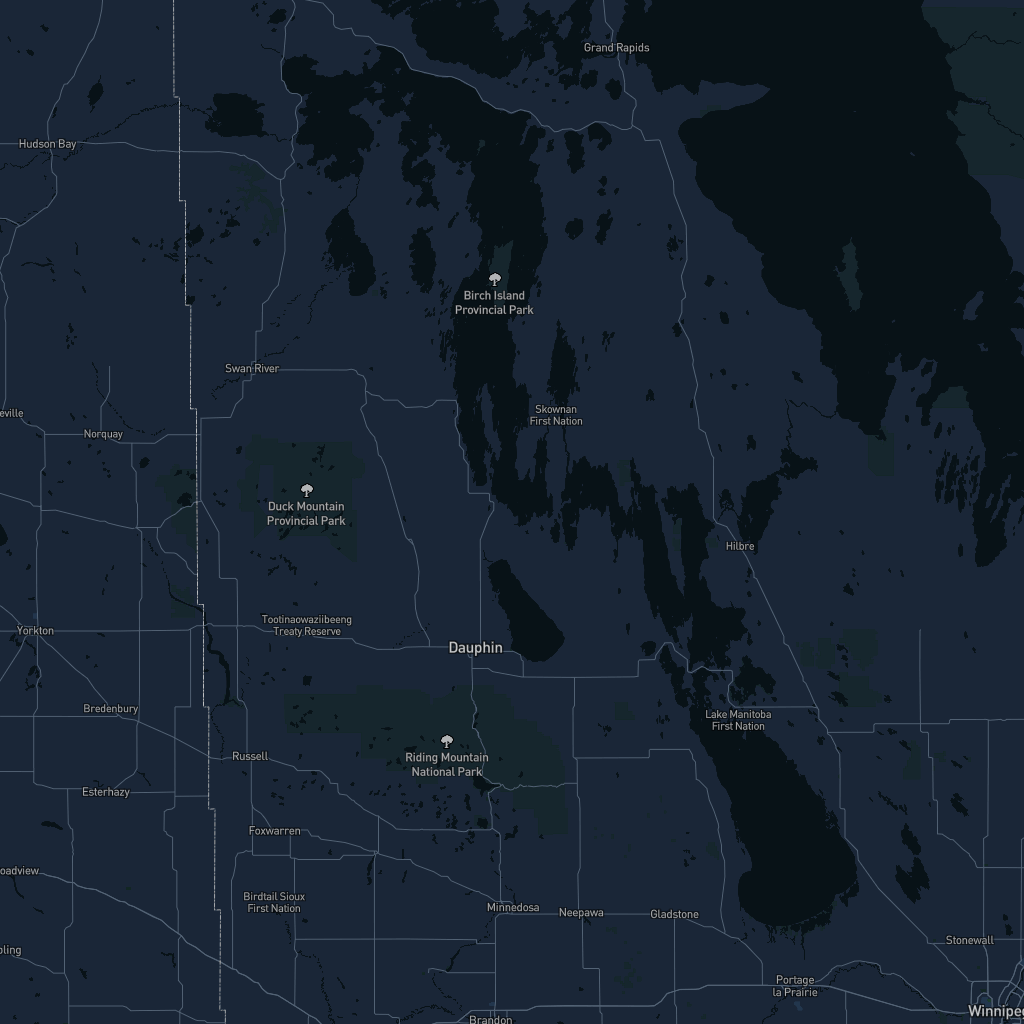 Grand Rapids
Hudson Bay
Birch Island
Provincial Park
Swan River
eville
Skownan
First Nation
Norquay
Duck Mountain
Provincial Park
Hilbre
Tootinaowaziibeeng
Treaty Reserve
Yorkton
Dauphin
Bredenbury
Lake Manitoba
First Nation
Riding Mountain
National Park
Russell
Esterhazy
Foxwarren
oadview
Birdtail Sioux
First Nation
Minnedosa
Neepawa
Gladstone
Stonewall
pling
Portage
la Prairie
Winnipeg
Brandon